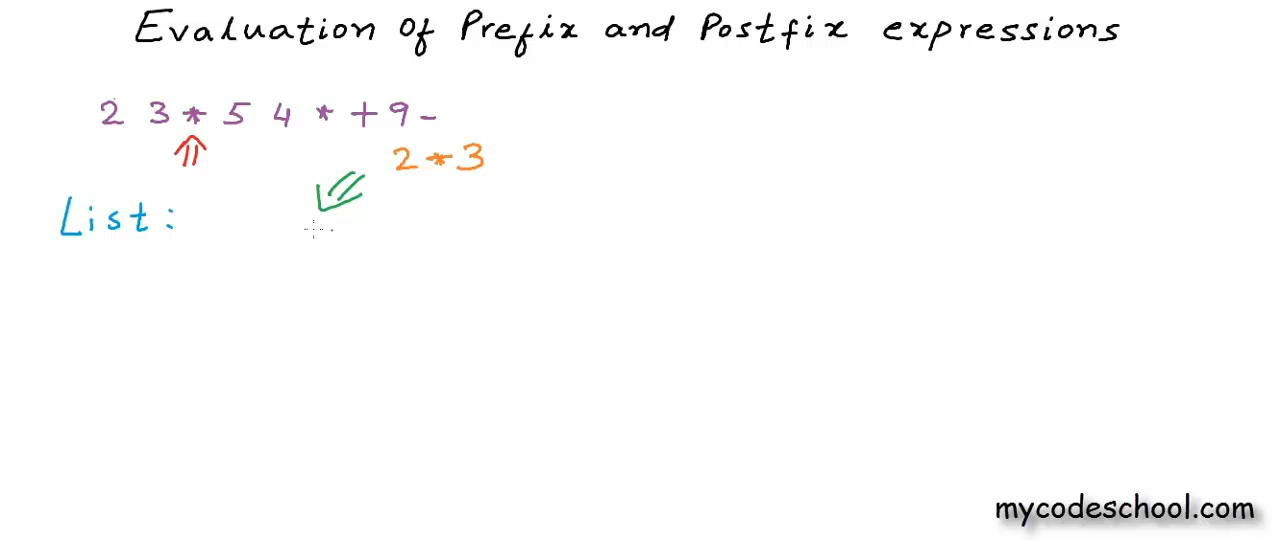 Evaluation of Prefix and Postfix expressions
2 3 * 5 4 * + 9 -
2 * 3
List:
mycodeschool.com